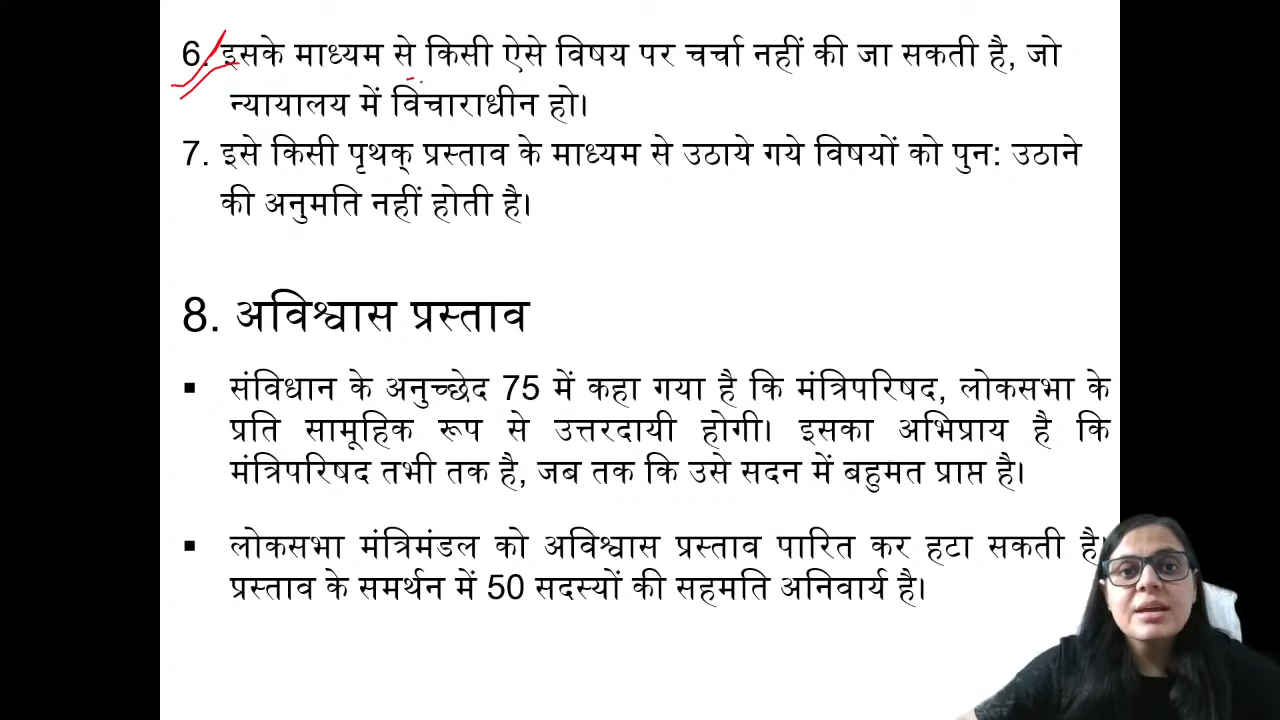 6. इसके माध्यम से किसी ऐसे विषय पर चर्चा नहीं की जा सकती है, जो
न्यायालय में विचाराधीन हो।
7. इसे किसी पृथक् प्रस्ताव के माध्यम से उठाये गये विषयों को पुन: उठाने
की अनुमति नहीं होती है।
8. अविश्वास प्रस्ताव
▪ संविधान के अनुच्छेद 75 में कहा गया है कि मंत्रिपरिषद, लोकसभा के
प्रति सामूहिक रूप से उत्तरदायी होगी। इसका अभिप्राय है कि
मंत्रिपरिषद तभी तक है, जब तक कि उसे सदन में बहुमत प्राप्त है।
▪ लोकसभा मंत्रिमंडल को अविश्वास प्रस्ताव पारित कर हटा सकती है।
प्रस्ताव के समर्थन में 50 सदस्यों की सहमति अनिवार्य है।